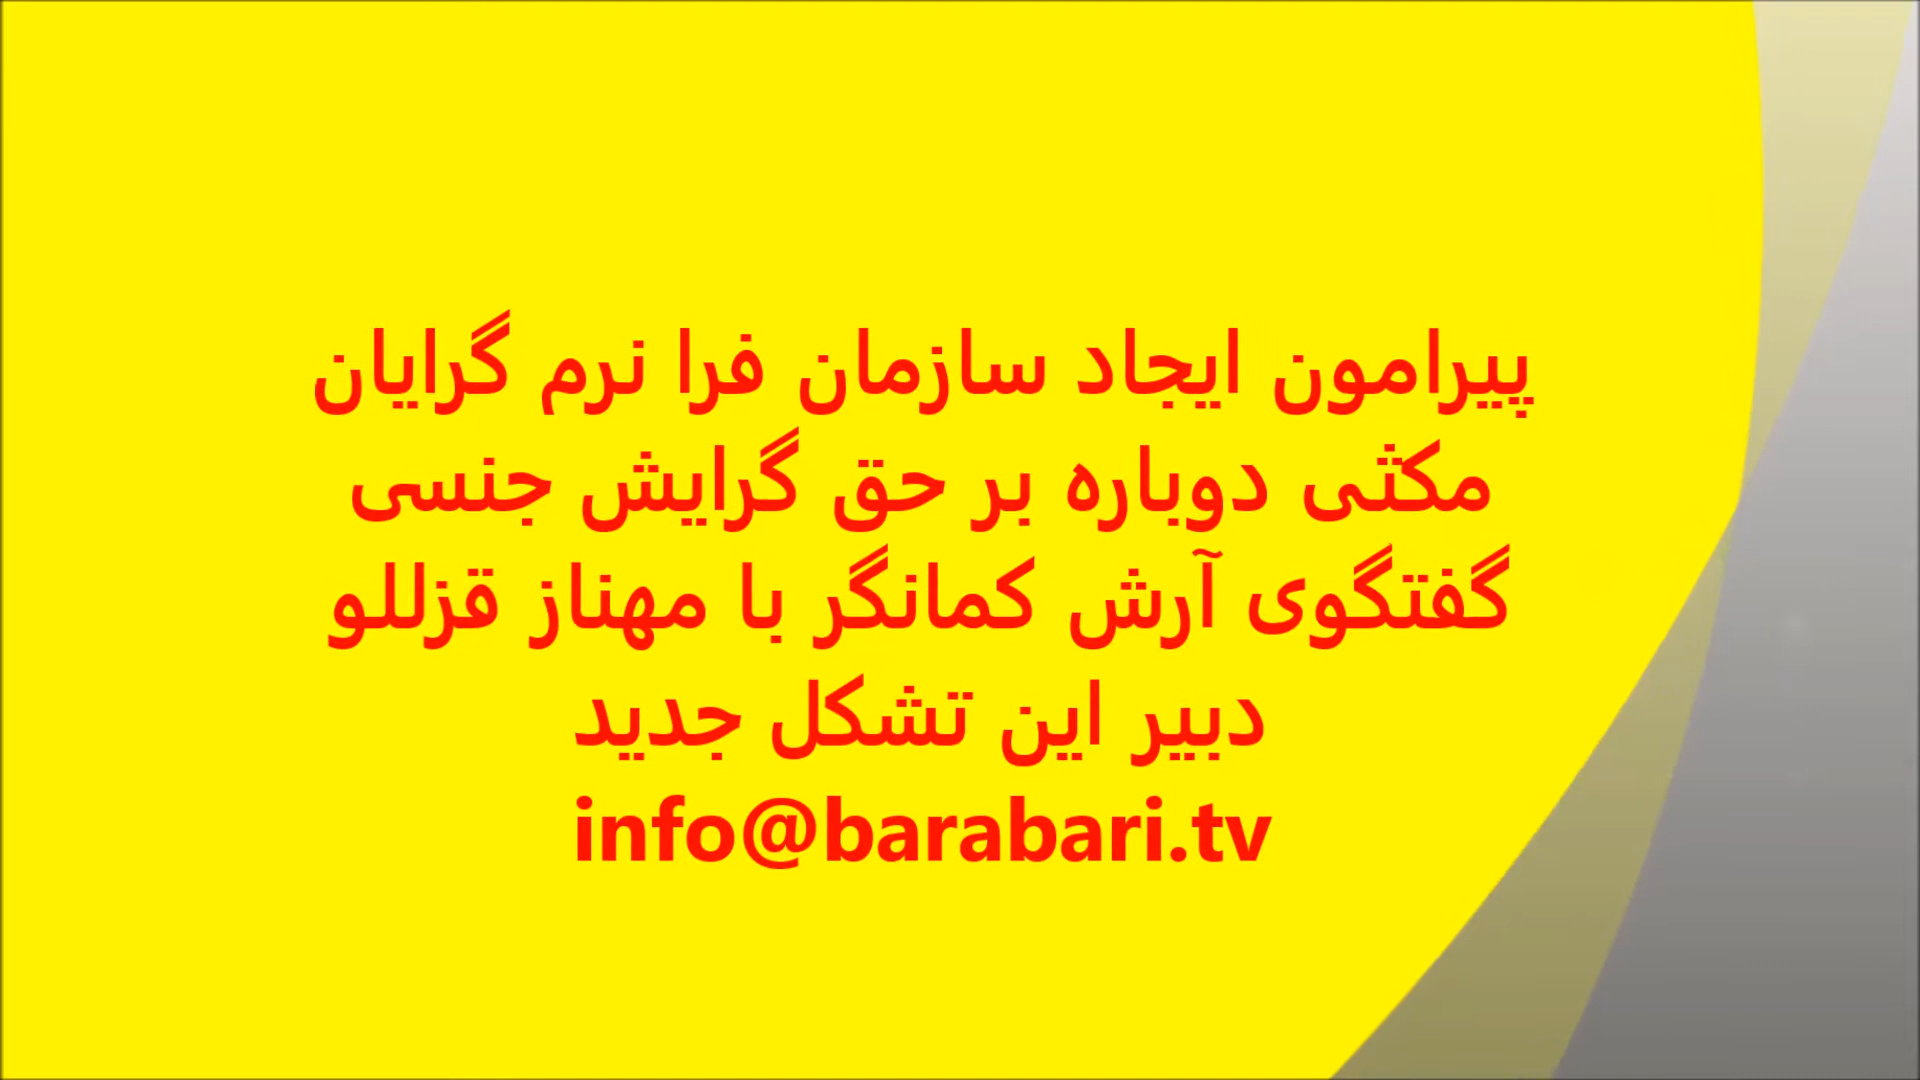 پیرامون ایجاد سازمان فرا نرم گرایان
مکثی دوباره بر حق گرایش جنسی
گفتگوی آرش کمانگر با مهناز قزللو
دبیر این تشکل جدید
info@barabari.tv